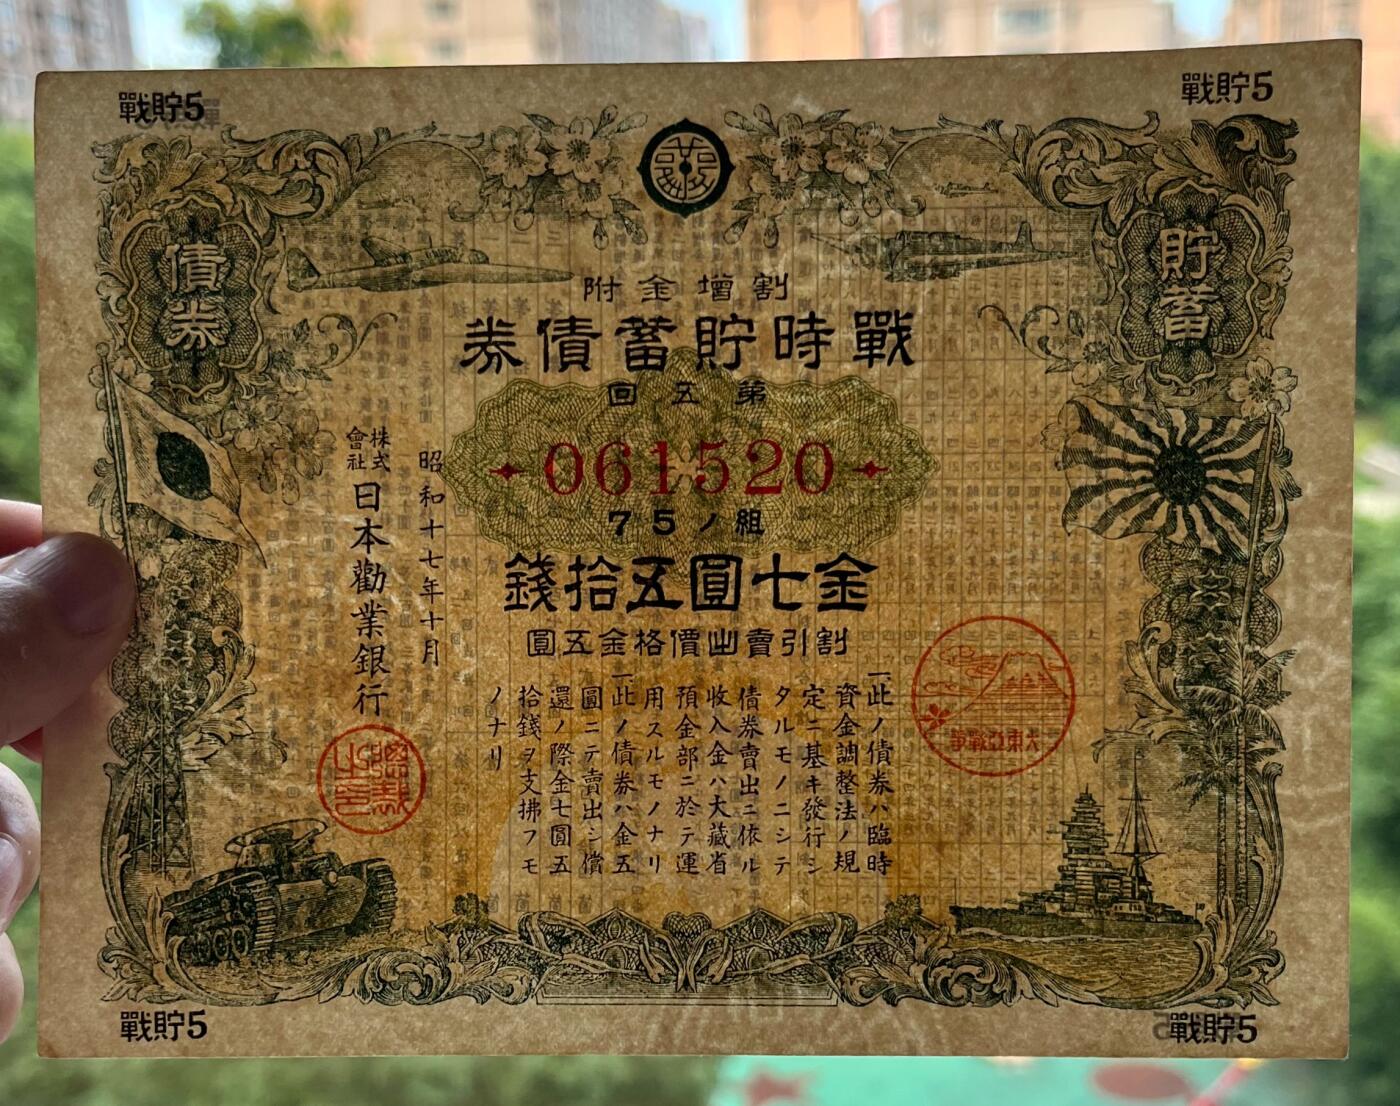 戰貯5
戰貯5
貯蓄
債券
割增金附
戰時貯蓄債券
第五回
061520
組ノ75
金七圓五拾錢
割引賣出價格金五圓
一、此ノ債券ハ臨時
資金調整法ノ規
定ニ基キ發行シ
タルモノニシテ
債券賣出ニ依ル
收入金ハ大藏省
預金部ニ於テ運
用スルモノナリ
一、此ノ債券ハ金五
圓ニテ賣出シ償
還ノ際金七圓五
拾錢ヲ支拂フモ
ノナリ
昭和十七年十月
株式會社日本勸業銀行
大東亞戰爭
戰貯5
戰貯5